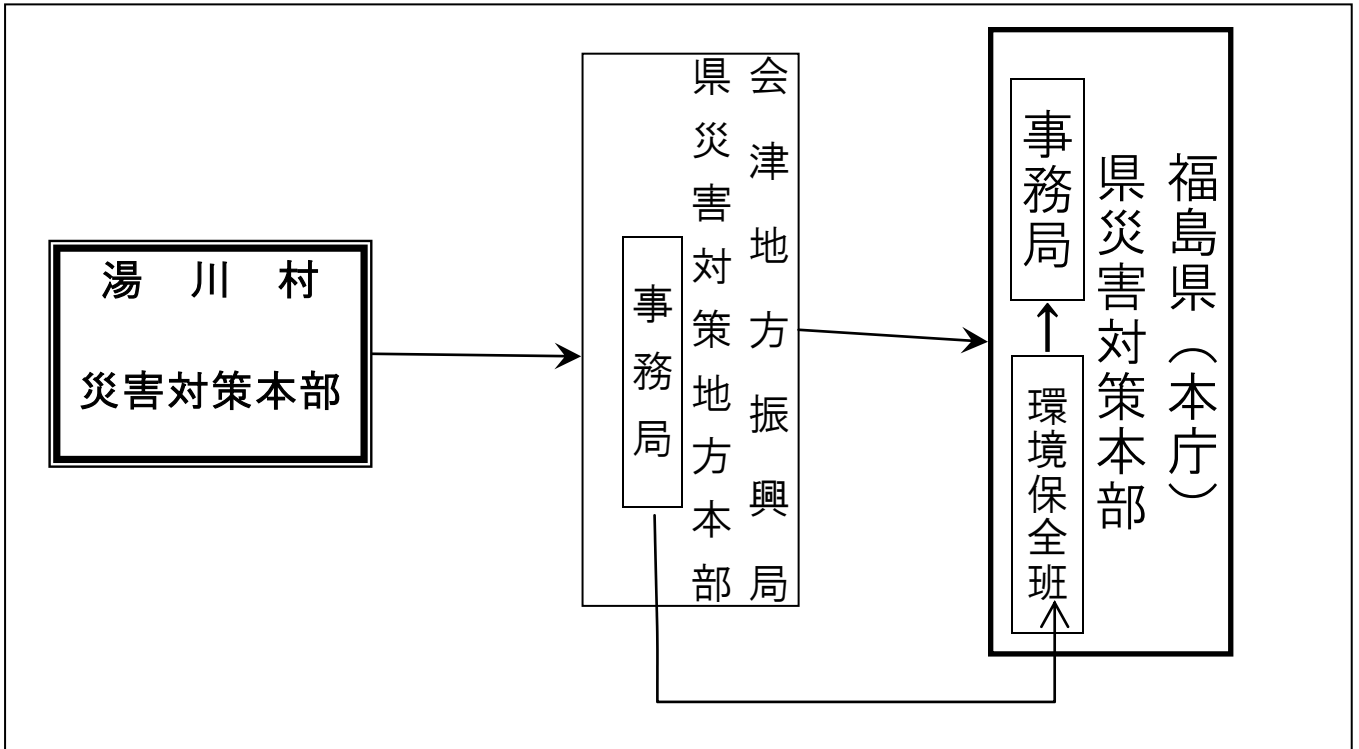 湯川村
災害対策本部
会津地方振興局
県災害対策地方本部
事務局
福島県（本庁）
県災害対策本部
事務局
環境保全班